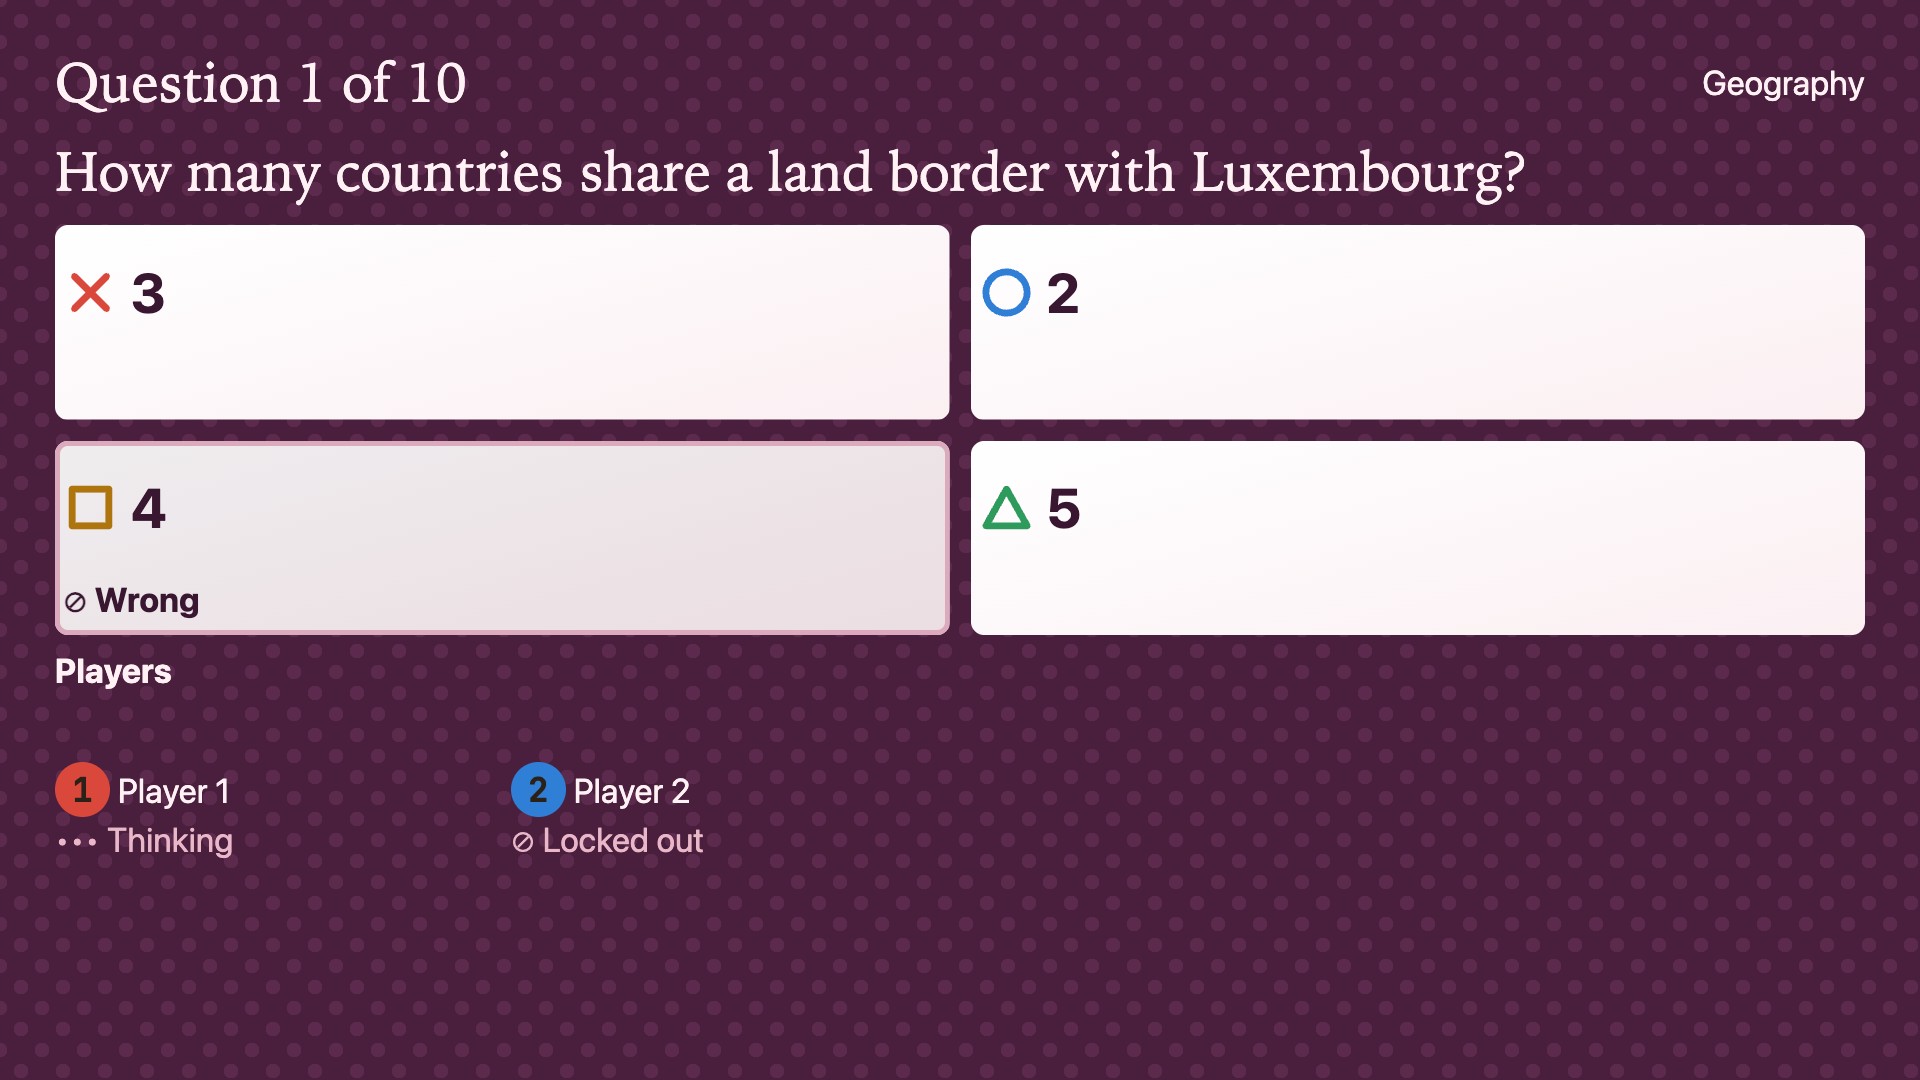 Question 1 of 10
Geography
How many countries share a land border with Luxembourg?
3
2
4
Wrong
5
Players
1 Player 1
Thinking
2 Player 2
Locked out